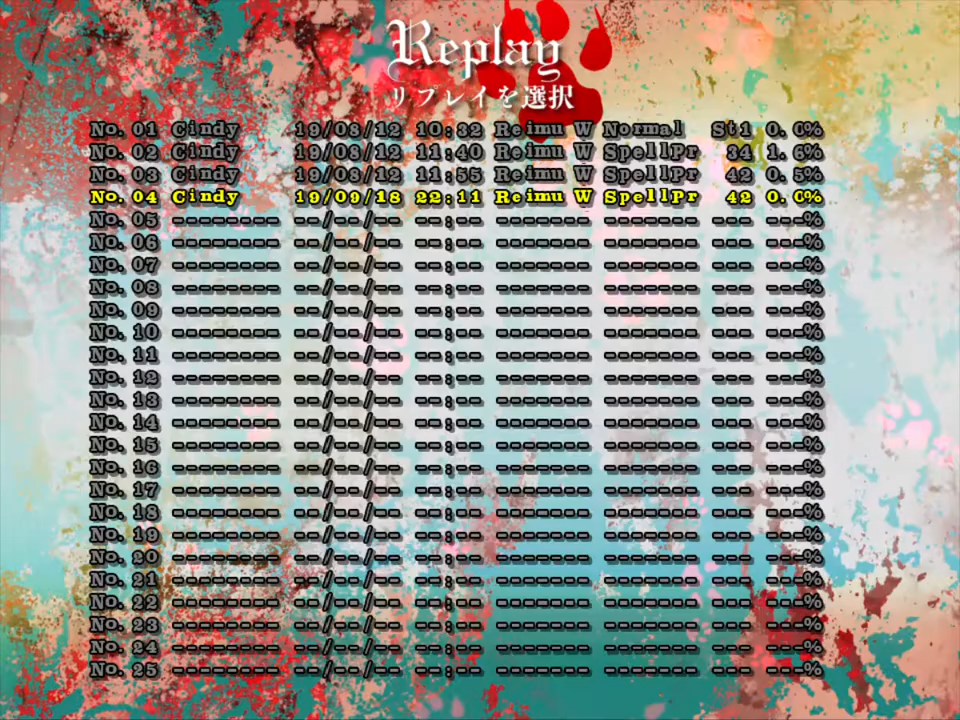 Replay
リプレイを選択
No. 01 Cindy 19/08/12 10:32 Reimu W Normal St1 0.0%
No. 02 Cindy 19/08/12 11:40 Reimu W SpellPr 34 1.6%
No. 03 Cindy 19/08/12 11:55 Reimu W SpellPr 42 0.5%
No. 04 Cindy 19/09/18 22:11 Reimu W SpellPr 42 0.0%
No. 05 -------- --/--/-- --:-- ------- ------- --- ---%
No. 06 -------- --/--/-- --:-- ------- ------- --- ---%
No. 07 -------- --/--/-- --:-- ------- ------- --- ---%
No. 08 -------- --/--/-- --:-- ------- ------- --- ---%
No. 09 -------- --/--/-- --:-- ------- ------- --- ---%
No. 10 -------- --/--/-- --:-- ------- ------- --- ---%
No. 11 -------- --/--/-- --:-- ------- ------- --- ---%
No. 12 -------- --/--/-- --:-- ------- ------- --- ---%
No. 13 -------- --/--/-- --:-- ------- ------- --- ---%
No. 14 -------- --/--/-- --:-- ------- ------- --- ---%
No. 15 -------- --/--/-- --:-- ------- ------- --- ---%
No. 16 -------- --/--/-- --:-- ------- ------- --- ---%
No. 17 -------- --/--/-- --:-- ------- ------- --- ---%
No. 18 -------- --/--/-- --:-- ------- ------- --- ---%
No. 19 -------- --/--/-- --:-- ------- ------- --- ---%
No. 20 -------- --/--/-- --:-- ------- ------- --- ---%
No. 21 -------- --/--/-- --:-- ------- ------- --- ---%
No. 22 -------- --/--/-- --:-- ------- ------- --- ---%
No. 23 -------- --/--/-- --:-- ------- ------- --- ---%
No. 24 -------- --/--/-- --:-- ------- ------- --- ---%
No. 25 -------- --/--/-- --:-- ------- ------- --- ---%